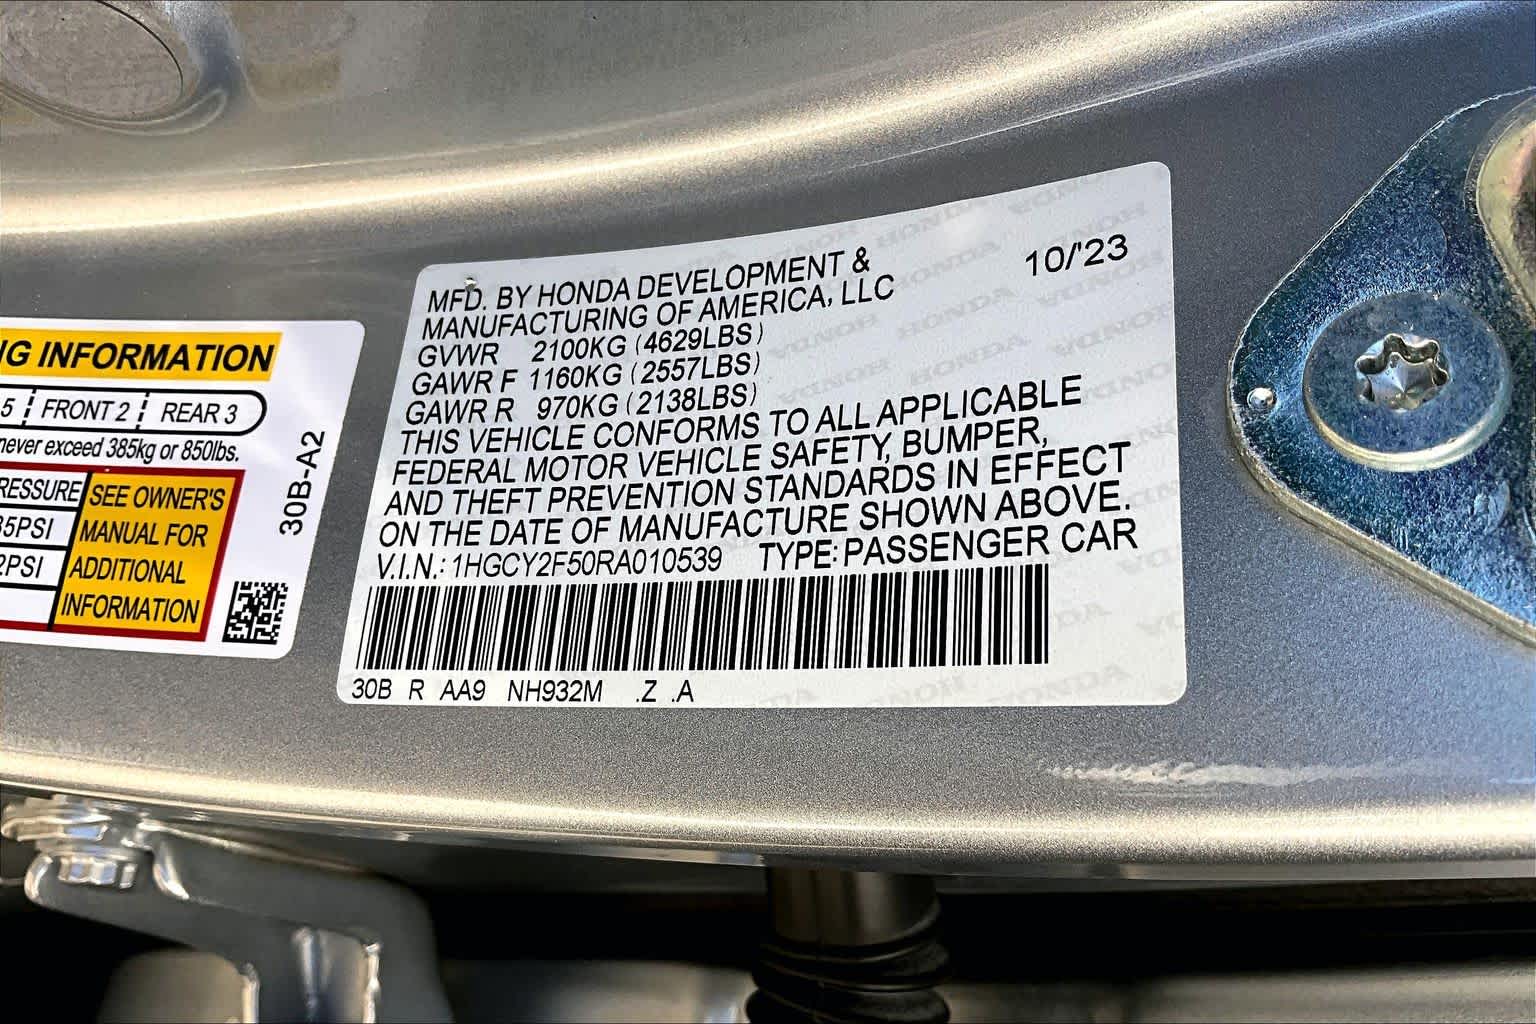 NG INFORMATION
5 FRONT 2 REAR 3
never exceed 385kg or 850lbs.
RESSURE
35PSI
2PSI
SEE OWNER'S
MANUAL FOR
ADDITIONAL
INFORMATION
30B-A2
10/'23
MFD. BY HONDA DEVELOPMENT &
MANUFACTURING OF AMERICA, LLC
GVWR 2100KG (4629LBS)
GAWR F 1160KG (2557LBS)
GAWR R 970KG (2138LBS)
THIS VEHICLE CONFORMS TO ALL APPLICABLE
FEDERAL MOTOR VEHICLE SAFETY, BUMPER,
AND THEFT PREVENTION STANDARDS IN EFFECT
ON THE DATE OF MANUFACTURE SHOWN ABOVE.
V.I.N.: 1HGCY2F50RA010539 TYPE: PASSENGER CAR
30B R AA9 NH932M .Z .A